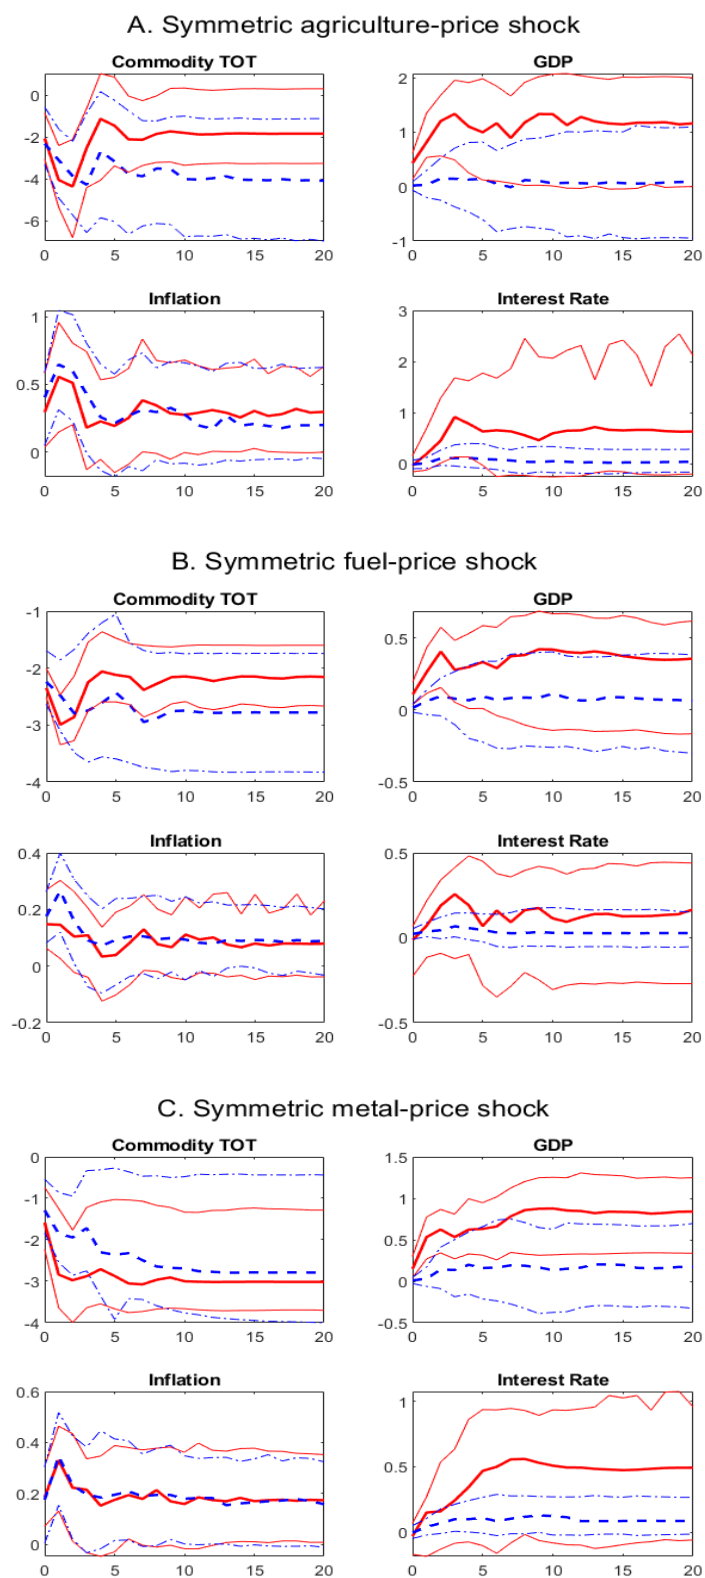 A. Symmetric agriculture-price shock
Commodity TOT
GDP
0
-2
-4
-6
0 5 10 15 20
2
1
0
-1
0 5 10 15 20
Inflation
Interest Rate
1
0.5
0
0 5 10 15 20
3
2
1
0
0 5 10 15 20
B. Symmetric fuel-price shock
Commodity TOT
GDP
-1
-2
-3
-4
0 5 10 15 20
0.5
0
-0.5
0 5 10 15 20
Inflation
Interest Rate
0.4
0.2
0
-0.2
0 5 10 15 20
0.5
0
-0.5
0 5 10 15 20
C. Symmetric metal-price shock
Commodity TOT
GDP
0
-1
-2
-3
-4
0 5 10 15 20
1.5
1
0.5
0
-0.5
0 5 10 15 20
Inflation
Interest Rate
0.6
0.4
0.2
0
0 5 10 15 20
1
0.5
0
0 5 10 15 20